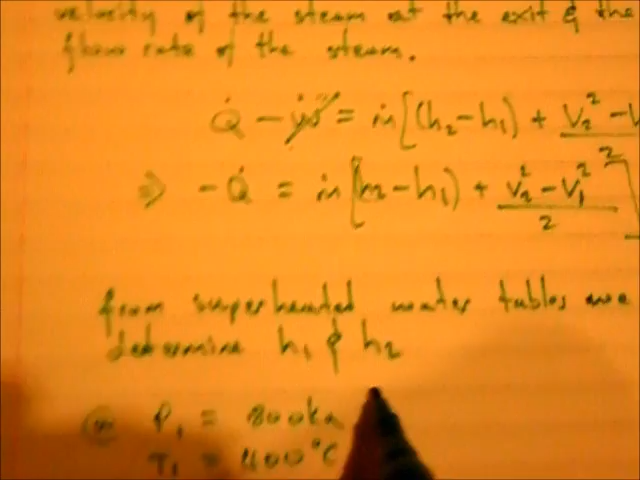 velocity of the steam at the exit & the
flow rate of the steam.
Q̇ - ẇ = ṁ[(h₂-h₁) + V₂² - V
2
⇒ -Q̇ = ṁ[(h₂-h₁) + V₂² - V₁²
2
from superheated water tables we
determine h₁ & h₂
@ P₁ = 800kPa
T₁ = 400°C